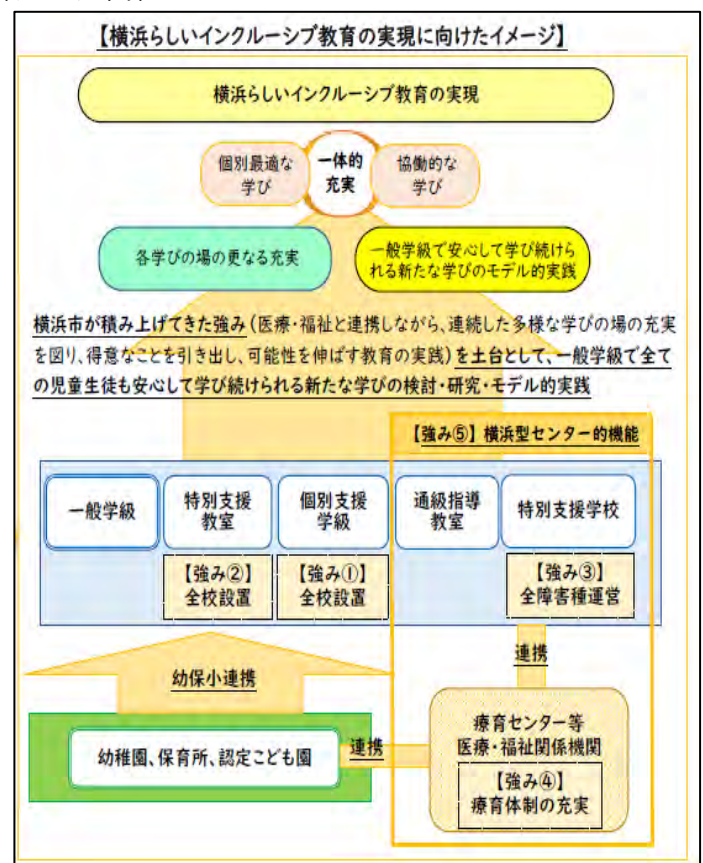 【横浜らしいインクルーシブ教育の実現に向けたイメージ】
横浜らしいインクルーシブ教育の実現
個別最適な
学び
一体的
充実
協働的な
学び
各学びの場の更なる充実
一般学級で安心して学び続けら
れる新たな学びのモデル的実践
横浜市が積み上げてきた強み(医療・福祉と連携しながら、連続した多様な学びの場の充実
を図り、得意なことを引き出し、可能性を伸ばす教育の実践)を土台として、一般学級で全て
の児童生徒も安心して学び続けられる新たな学びの検討・研究・モデル的実践
【強み⑤】横浜型センター的機能
一般学級
特別支援
教室
個別支援
学級
通級指導
教室
特別支援学校
【強み②】
全校設置
【強み①】
全校設置
【強み③】
全障害種運営
連携
幼保小連携
幼稚園、保育所、認定こども園
連携
療育センター等
医療・福祉関係機関
【強み④】
療育体制の充実